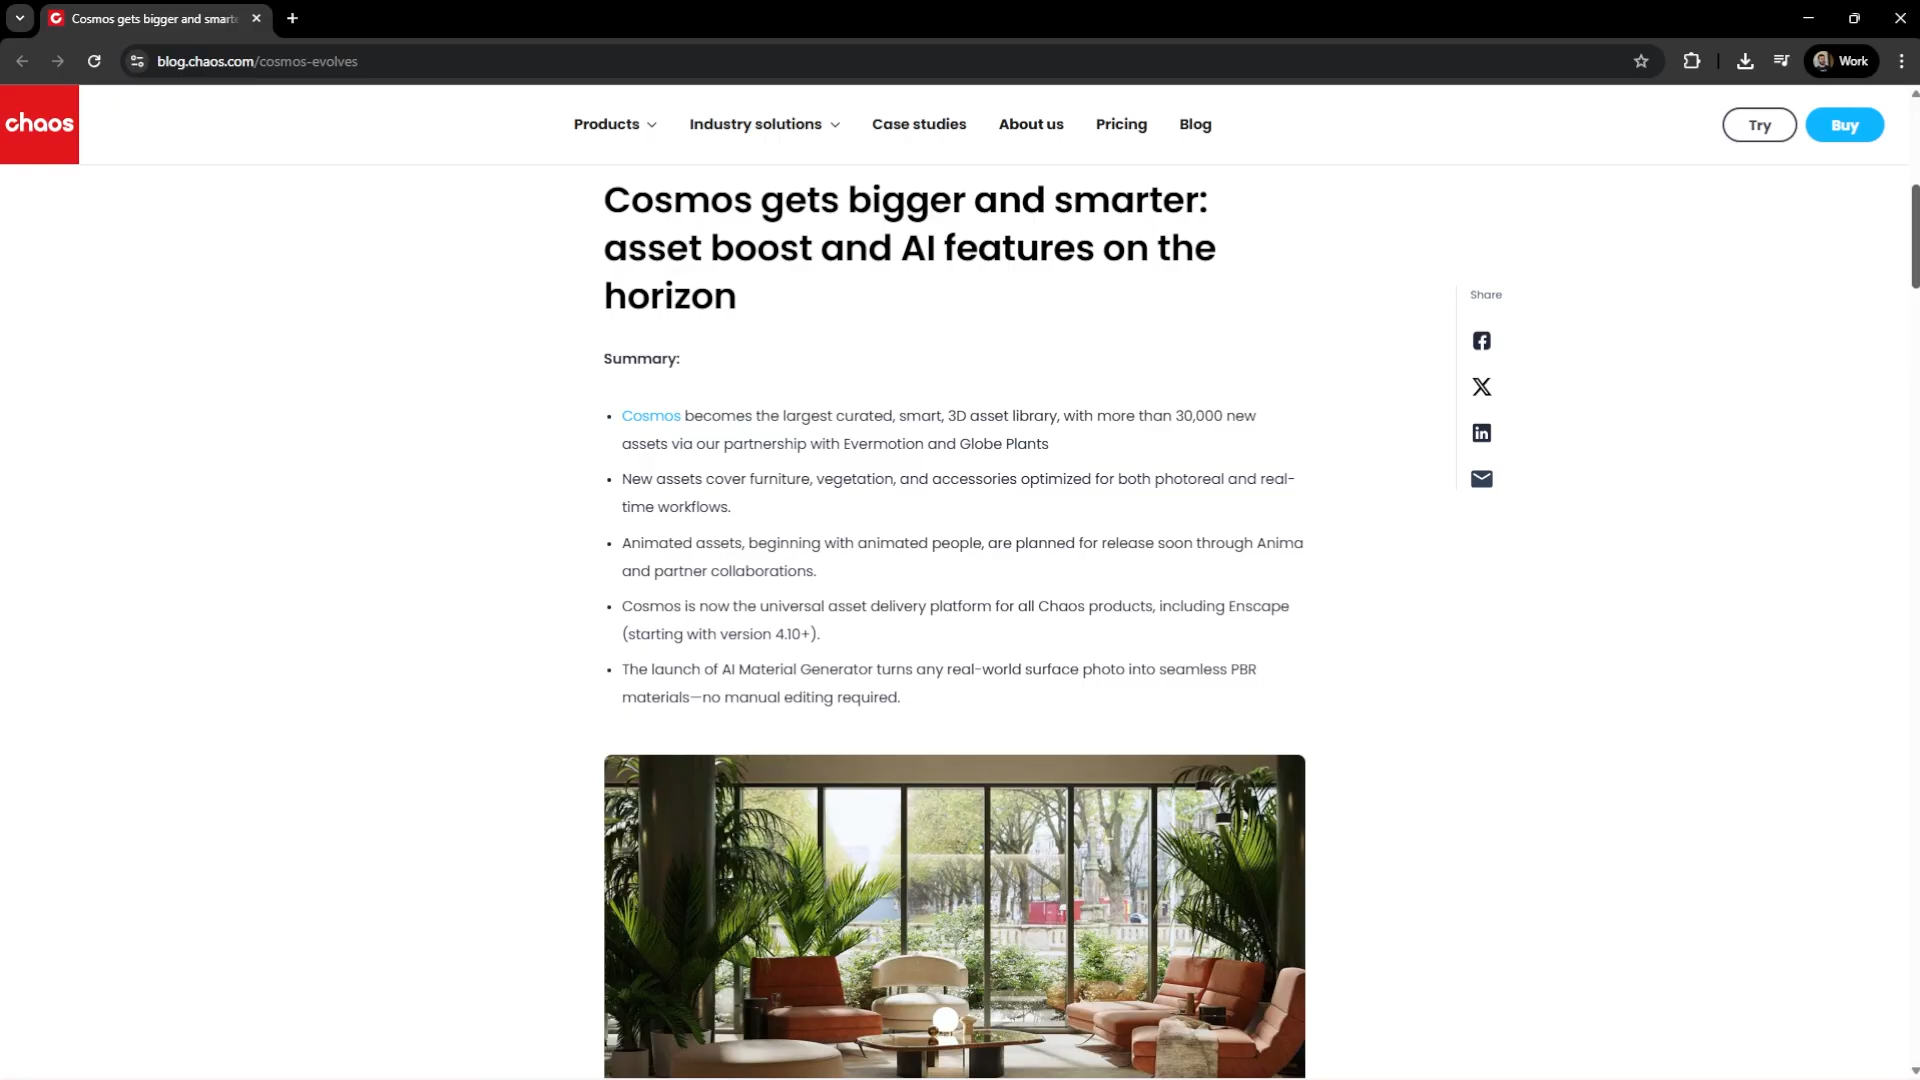 Cosmos gets bigger and smarte
blog.chaos.com/cosmos-evolves
Work
chaos
Products
Industry solutions
Case studies
About us
Pricing
Blog
Try
Buy
Cosmos gets bigger and smarter:
asset boost and AI features on the
horizon
Share
Summary:
• Cosmos becomes the largest curated, smart, 3D asset library, with more than 30,000 new
assets via our partnership with Evermotion and Globe Plants
• New assets cover furniture, vegetation, and accessories optimized for both photoreal and real-
time workflows.
• Animated assets, beginning with animated people, are planned for release soon through Anima
and partner collaborations.
• Cosmos is now the universal asset delivery platform for all Chaos products, including Enscape
(starting with version 4.10+).
• The launch of AI Material Generator turns any real-world surface photo into seamless PBR
materials—no manual editing required.